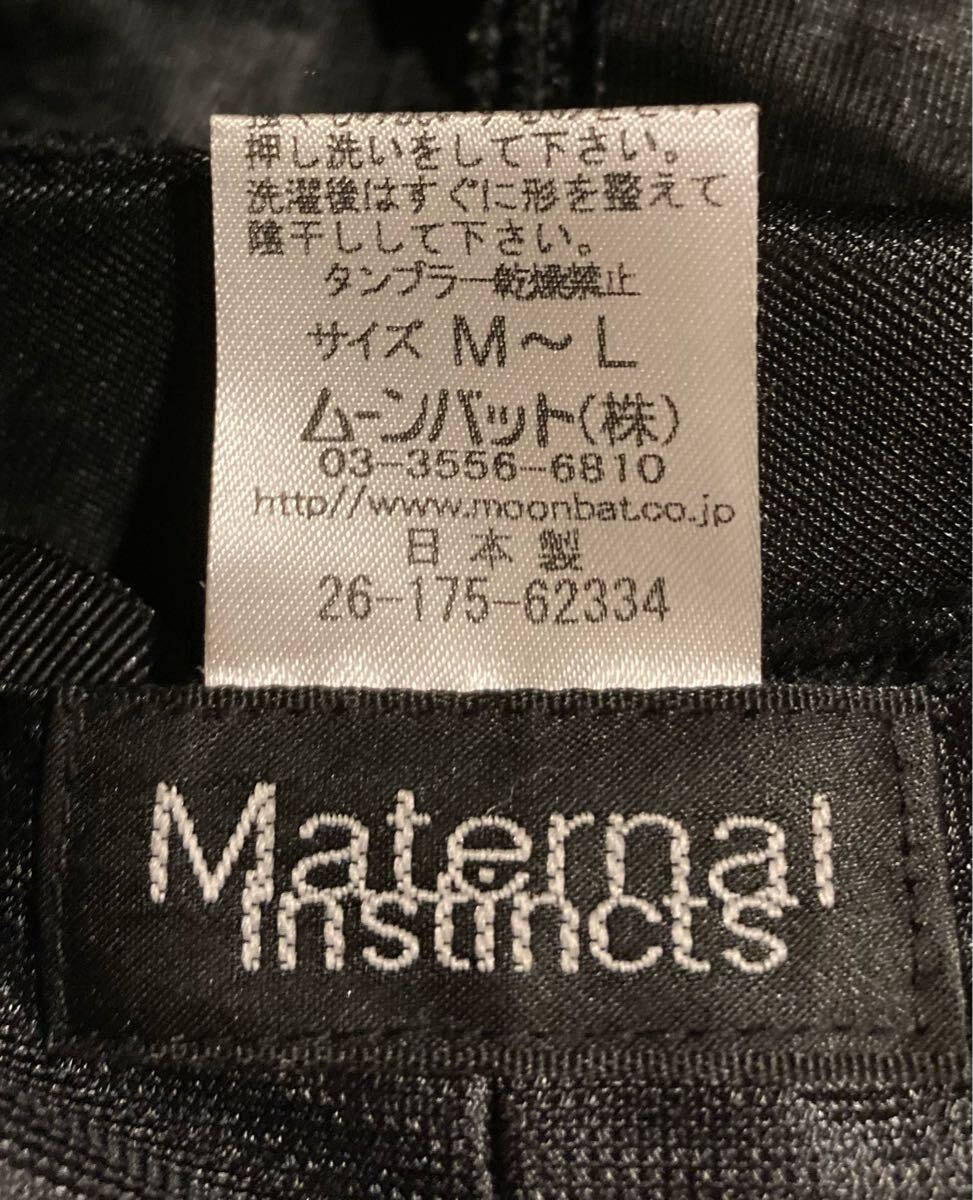 押し洗いをして下さい。
洗濯後はすぐに形を整えて
陰干しして下さい。
タンブラー乾燥禁止
サイズ M〜L
ムーンバット(株)
03-3556-6810
http//www.moonbat.co.jp
日本製
26-175-62334
Maternal
Instincts